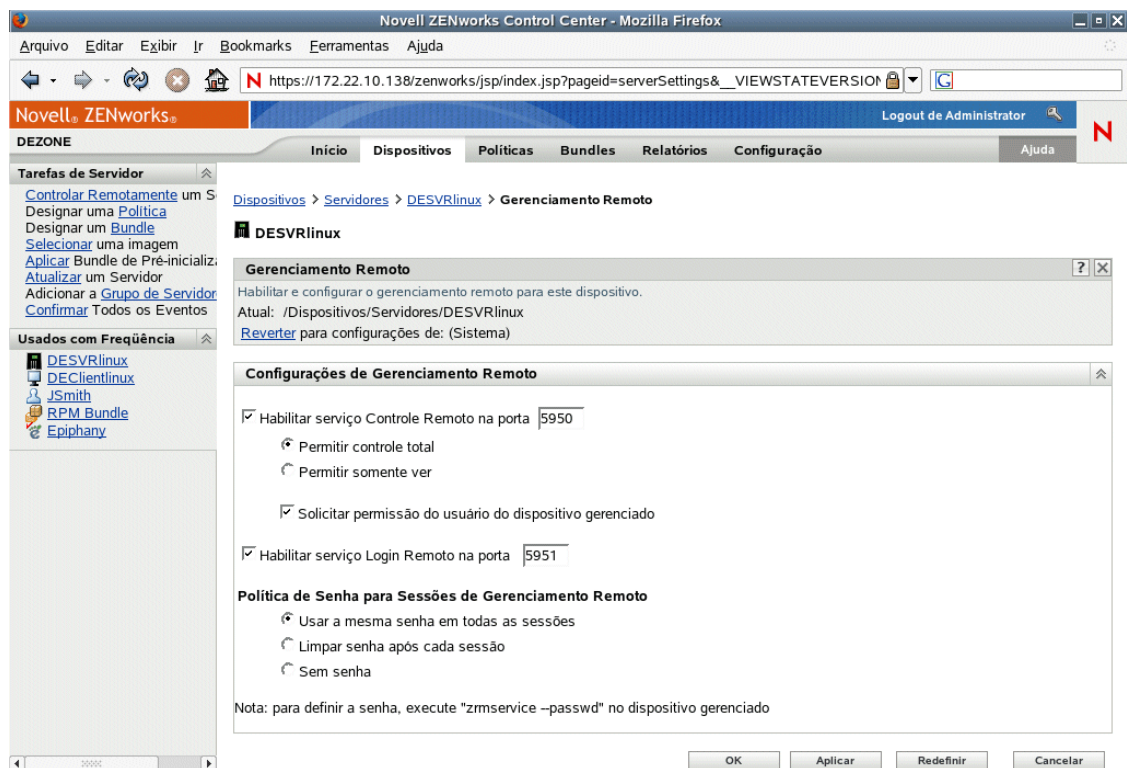 Novell ZENworks Control Center - Mozilla Firefox
Arquivo Editar Exibir Ir Bookmarks Ferramentas Ajuda
N https://172.22.10.138/zenworks/jsp/index.jsp?pageid=serverSettings&__VIEWSTATEVERSION G
Novell® ZENworks®
Logout de Administrator
N
DEZONE
Início Dispositivos Políticas Bundles Relatórios Configuração Ajuda
Tarefas de Servidor
Controlar Remotamente um S
Designar uma Política
Designar um Bundle
Selecionar uma imagem
Aplicar Bundle de Pré-inicializa
Atualizar um Servidor
Adicionar a Grupo de Servidor
Confirmar Todos os Eventos
Usados com Freqüência
DESVRlinux
DEClientlinux
JSmith
RPM Bundle
Epiphany
Dispositivos > Servidores > DESVRlinux > Gerenciamento Remoto
DESVRlinux
Gerenciamento Remoto ?
Habilitar e configurar o gerenciamento remoto para este dispositivo.
Atual: /Dispositivos/Servidores/DESVRlinux
Reverter para configurações de: (Sistema)
Configurações de Gerenciamento Remoto
Habilitar serviço Controle Remoto na porta 5950
Permitir controle total
Permitir somente ver
Solicitar permissão do usuário do dispositivo gerenciado
Habilitar serviço Login Remoto na porta 5951
Política de Senha para Sessões de Gerenciamento Remoto
Usar a mesma senha em todas as sessões
Limpar senha após cada sessão
Sem senha
Nota: para definir a senha, execute "zrmservice --passwd" no dispositivo gerenciado
OK Aplicar Redefinir Cancelar